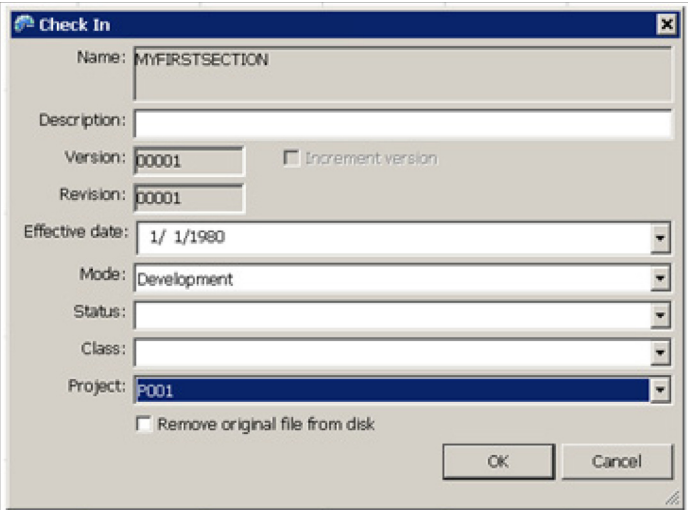 Check In
Name: MYFIRSTSECTION
Description:
Version: 00001 Increment version
Revision: 00001
Effective date: 1/ 1/1980
Mode: Development
Status:
Class:
Project: P001
Remove original file from disk
OK Cancel